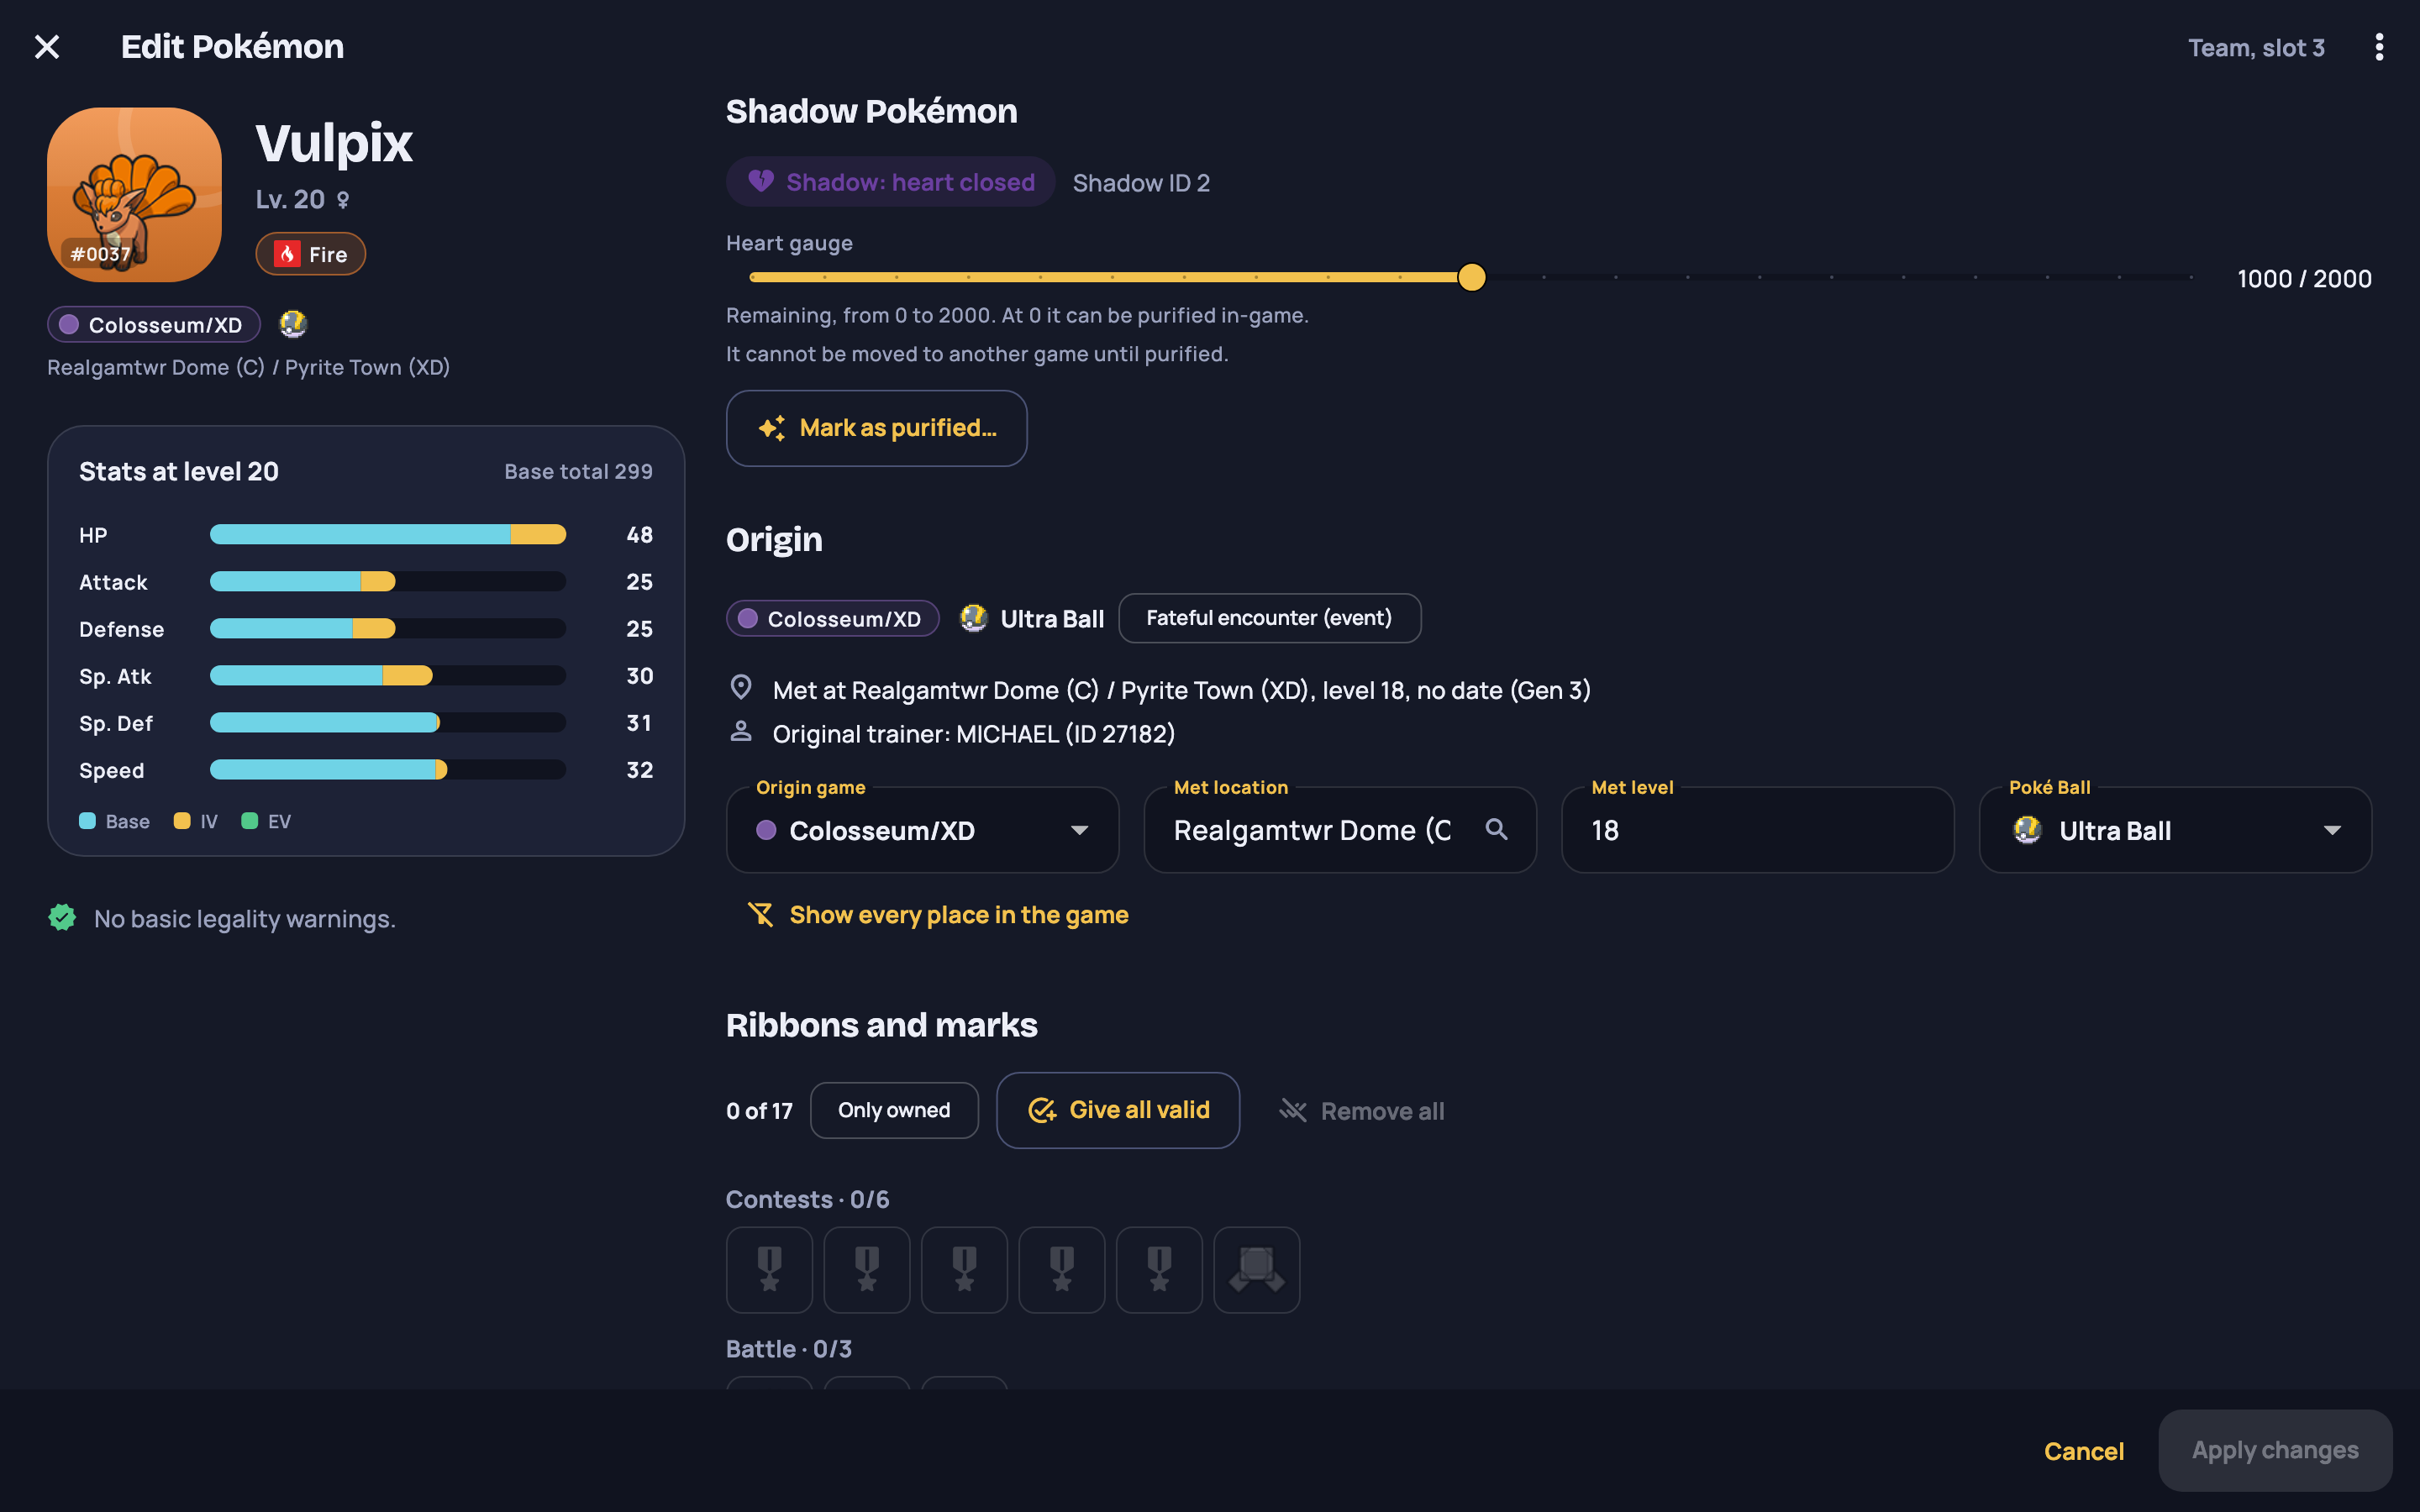 Edit Pokémon
Team, slot 3
#0037
Vulpix
Lv. 20 ♀
Fire
Colosseum/XD
Realgamtwr Dome (C) / Pyrite Town (XD)
Stats at level 20
Base total 299
HP 48
Attack 25
Defense 25
Sp. Atk 30
Sp. Def 31
Speed 32
Base IV EV
No basic legality warnings.
Shadow Pokémon
Shadow: heart closed
Shadow ID 2
Heart gauge
1000 / 2000
Remaining, from 0 to 2000. At 0 it can be purified in-game.
It cannot be moved to another game until purified.
Mark as purified...
Origin
Colosseum/XD
Ultra Ball
Fateful encounter (event)
Met at Realgamtwr Dome (C) / Pyrite Town (XD), level 18, no date (Gen 3)
Original trainer: MICHAEL (ID 27182)
Origin game
Colosseum/XD
Met location
Realgamtwr Dome (C
Met level
18
Poké Ball
Ultra Ball
Show every place in the game
Ribbons and marks
0 of 17
Only owned
Give all valid
Remove all
Contests · 0/6
Battle · 0/3
Cancel
Apply changes